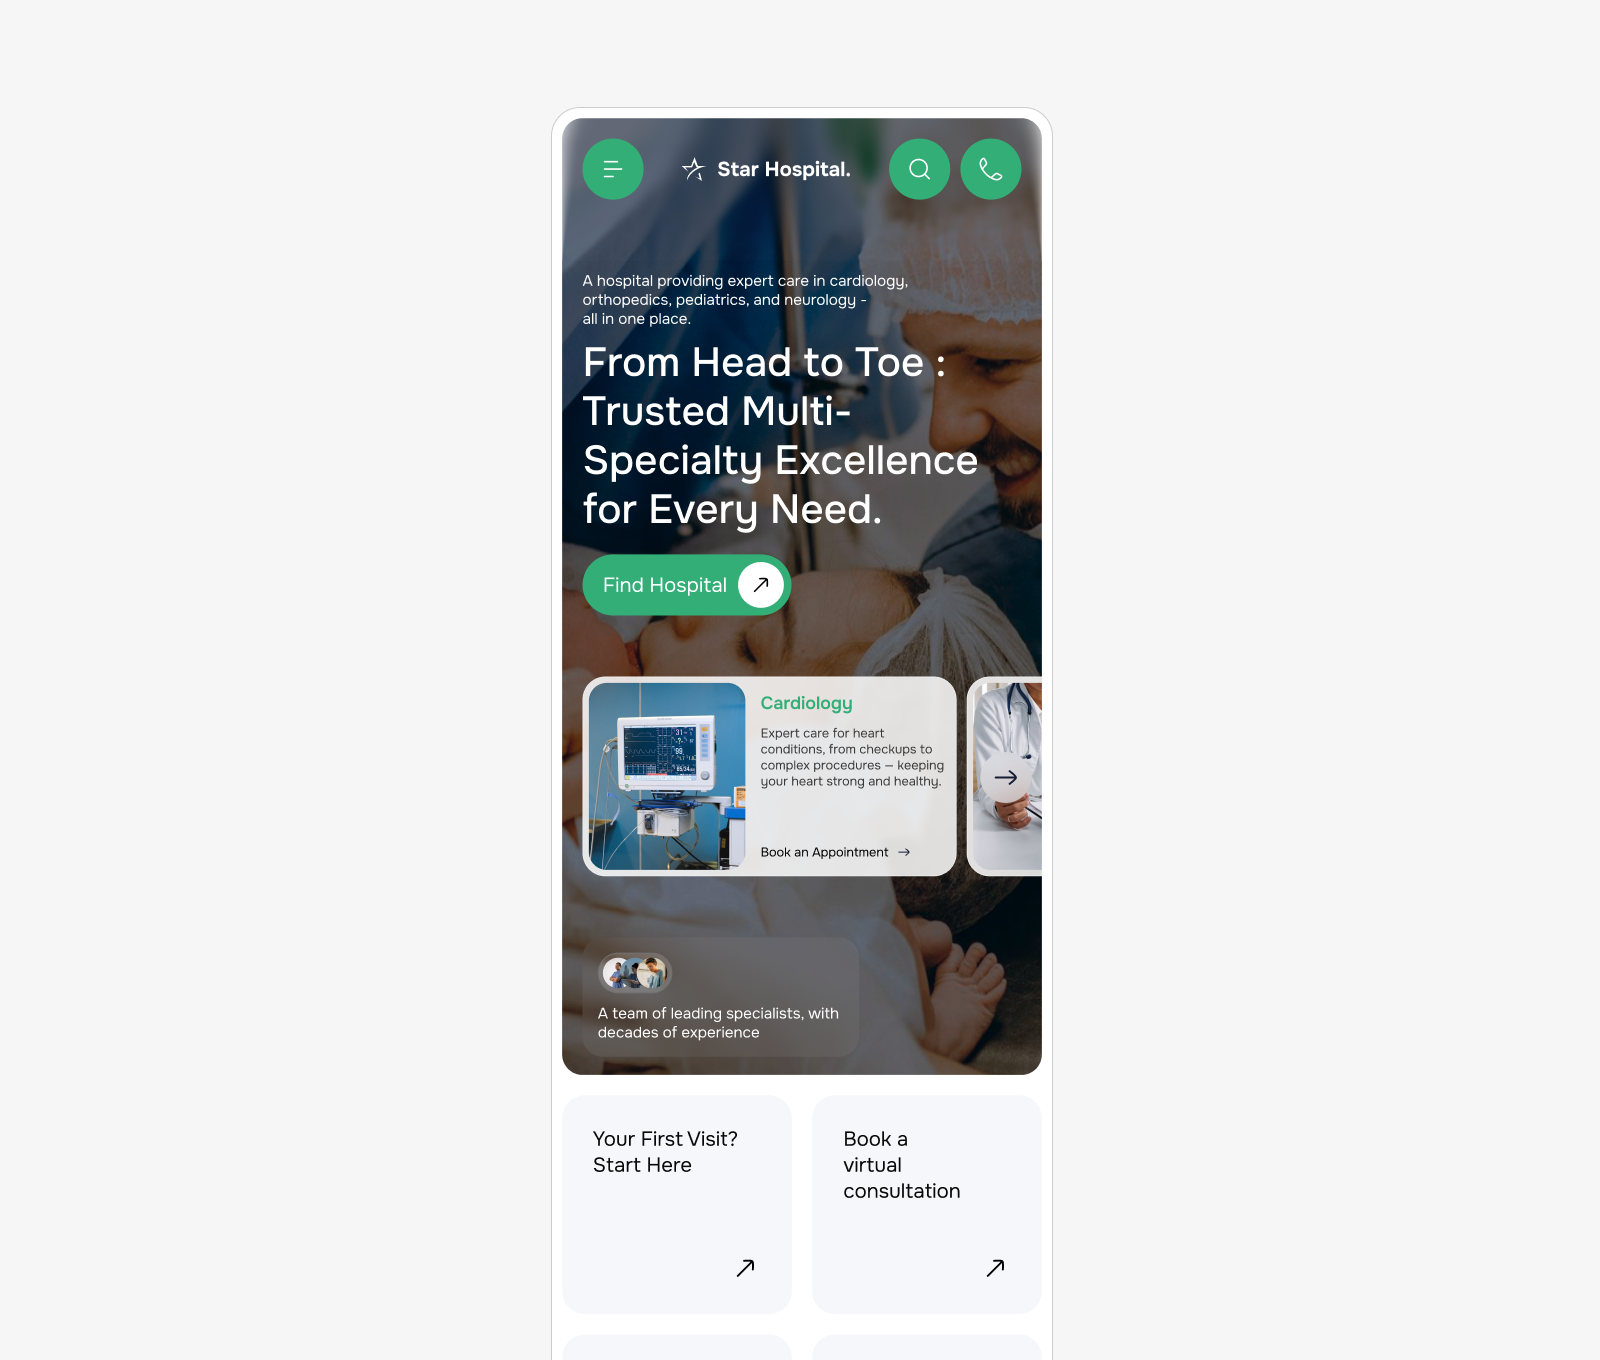 Star Hospital.
A hospital providing expert care in cardiology,
orthopedics, pediatrics, and neurology -
all in one place.
From Head to Toe :
Trusted Multi-
Specialty Excellence
for Every Need.
Find Hospital
Cardiology
Expert care for heart
conditions, from checkups to
complex procedures — keeping
your heart strong and healthy.
Book an Appointment
A team of leading specialists, with
decades of experience
Your First Visit?
Start Here
Book a
virtual
consultation